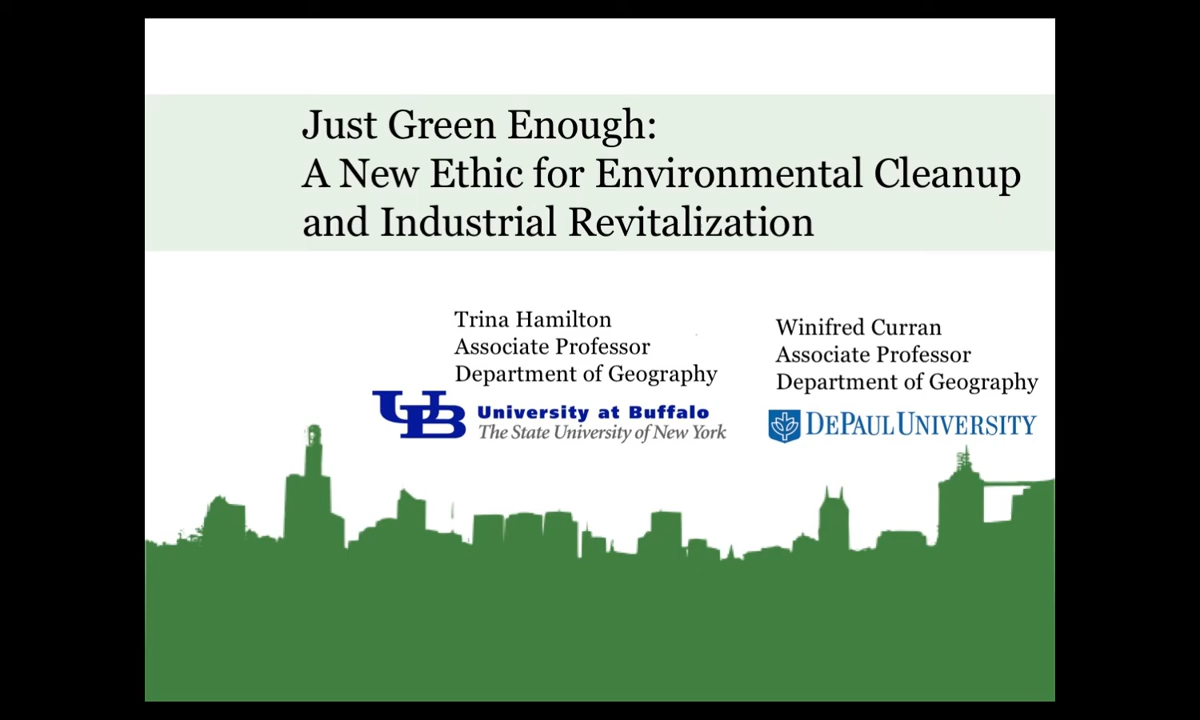 Just Green Enough:
A New Ethic for Environmental Cleanup
and Industrial Revitalization
Trina Hamilton
Associate Professor
Department of Geography
UB
University at Buffalo
The State University of New York
Winifred Curran
Associate Professor
Department of Geography
DEPAUL UNIVERSITY